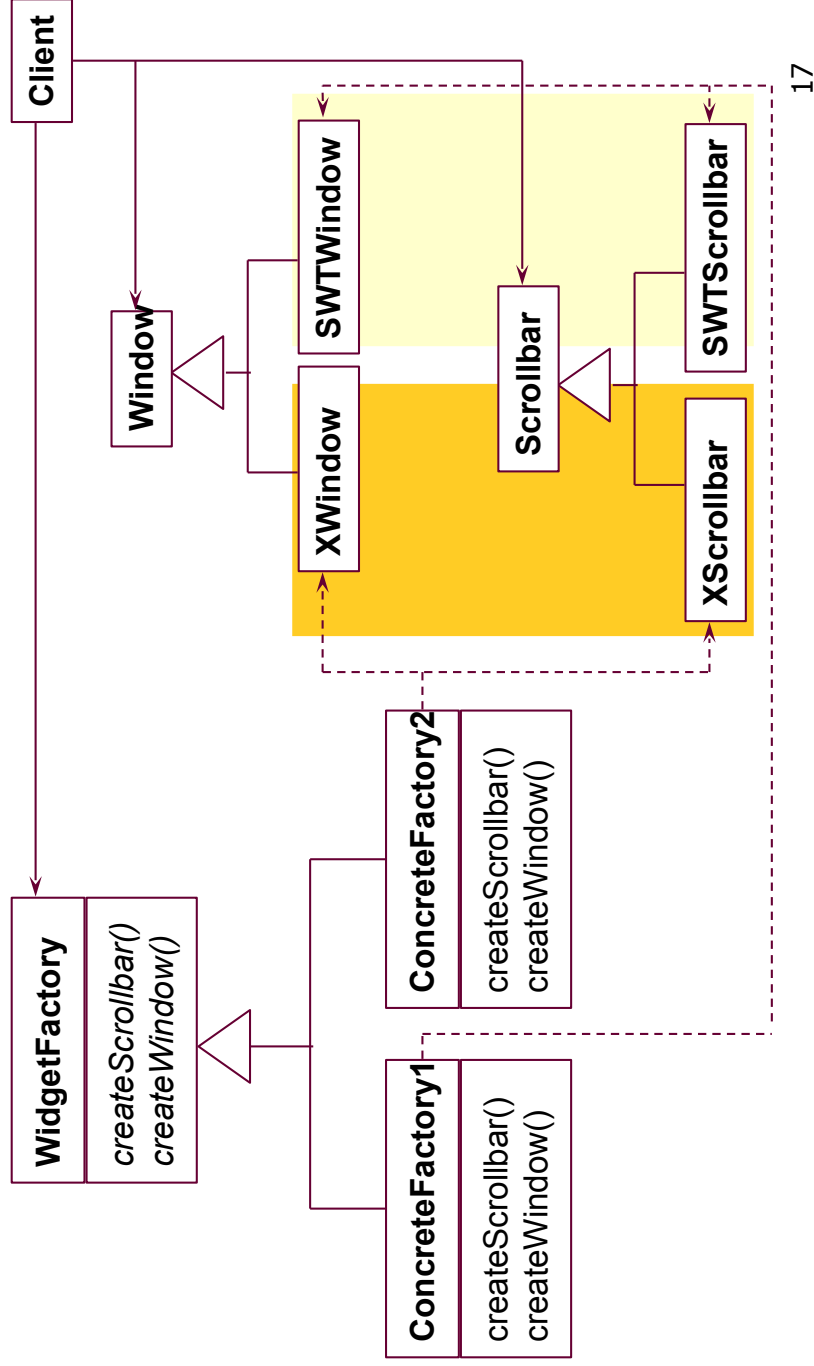 WidgetFactory
createScrollbar()
createWindow()
Client
Window
ConcreteFactory1
createScrollbar()
createWindow()
ConcreteFactory2
createScrollbar()
createWindow()
XWindow
SWTWindow
Scrollbar
XScrollbar
SWTScrollbar
17